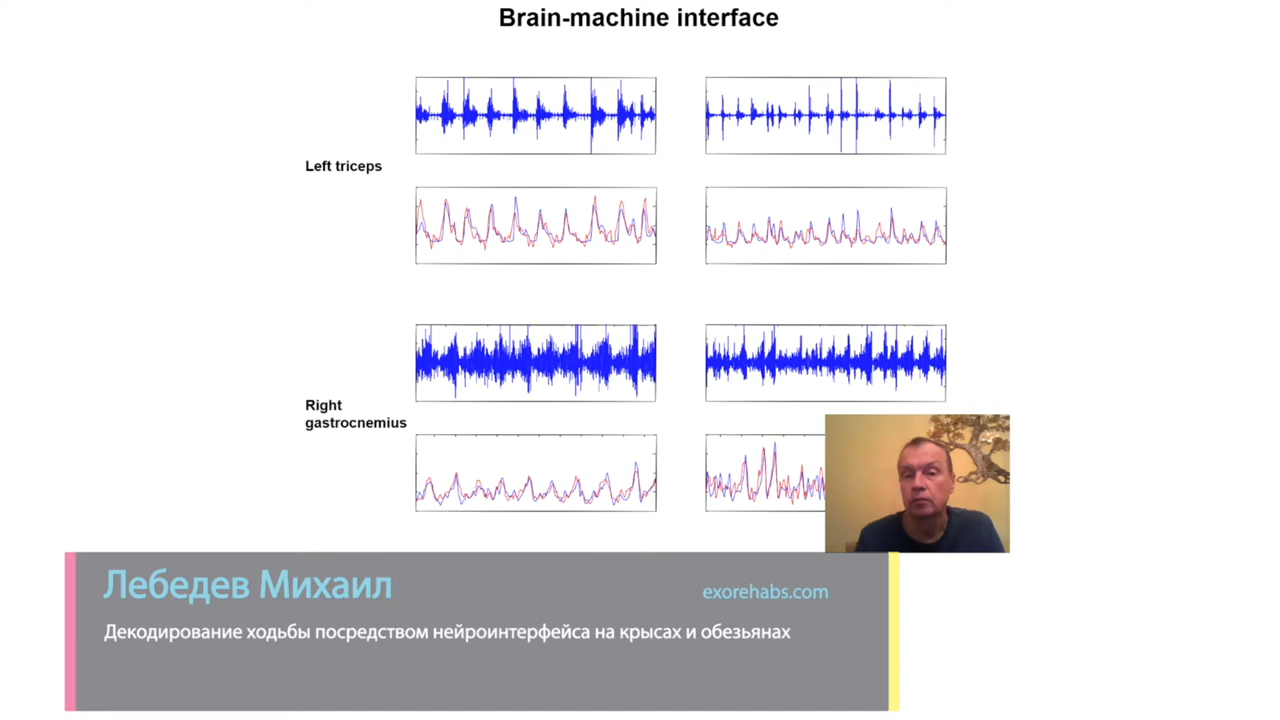 Brain-machine interface
Left triceps
Right
gastrocnemius
Лебедев Михаил
exorehabs.com
Декодирование ходьбы посредством нейроинтерфейса на крысах и обезьянах